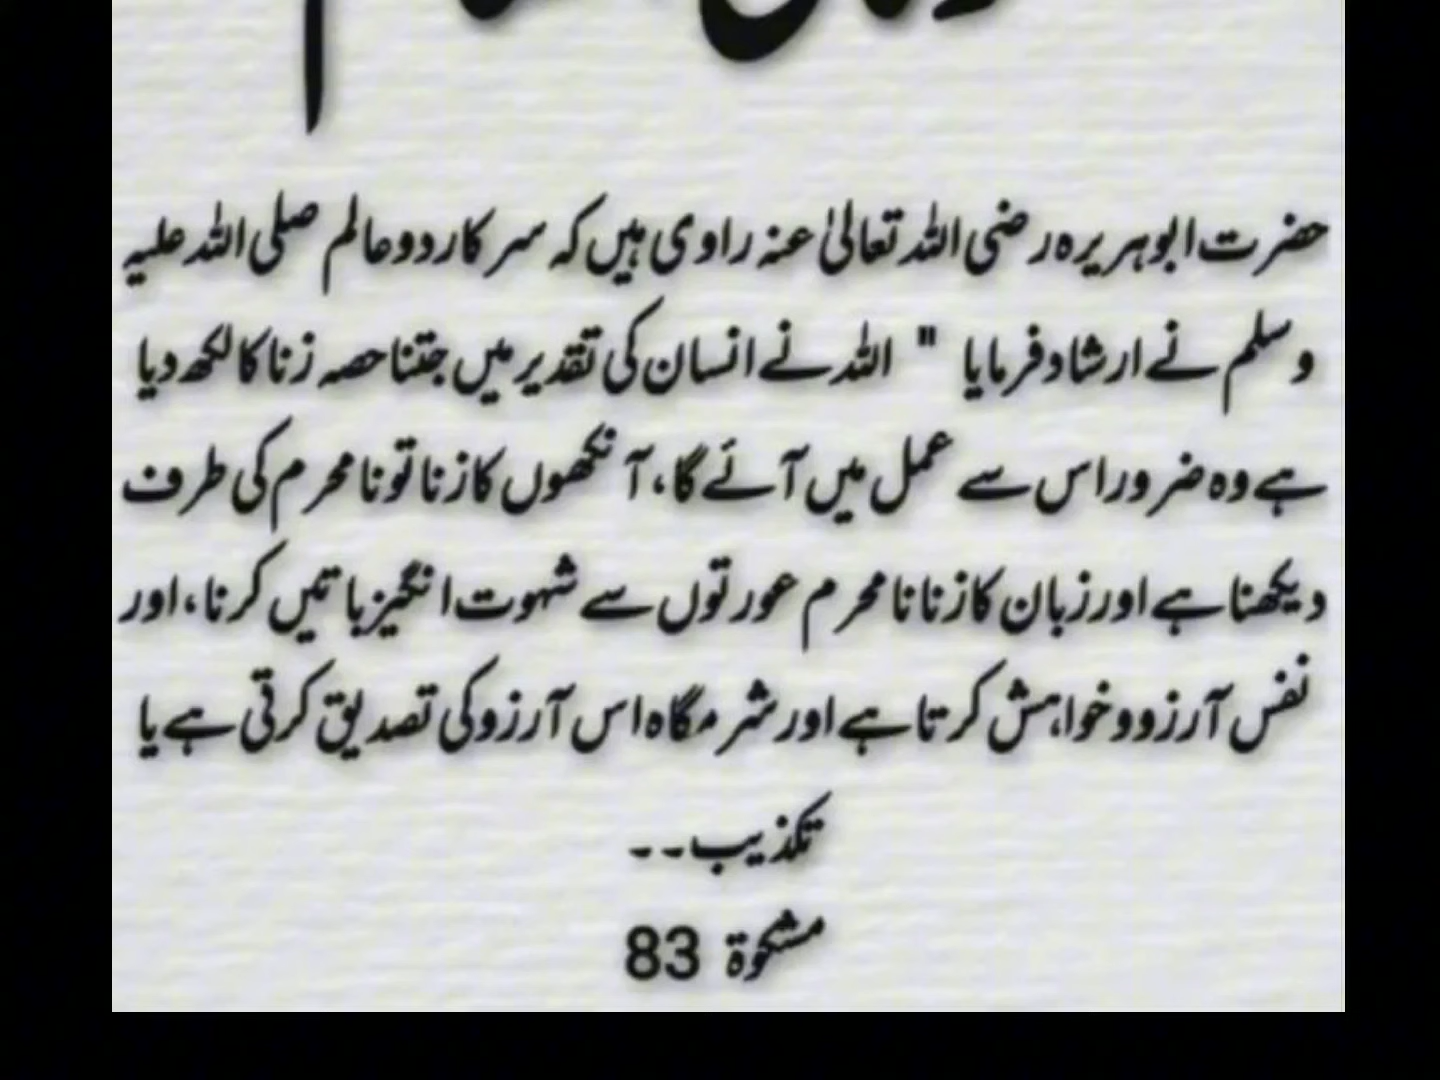 حضرت ابوہریرہ رضی اللہ تعالیٰ عنہ راوی ہیں کہ سرکار دو عالم صلی اللہ علیہ
وسلم نے ارشاد فرمایا " اللہ نے انسان کی تقدیر میں جتنا حصہ زنا کا لکھ دیا
ہے وہ ضرور اس سے عمل میں آئے گا، آنکھوں کا زنا تو نامحرم کی طرف
دیکھنا ہے اور زبان کا زنا نامحرم عورتوں سے شہوت انگیز باتیں کرنا، اور
نفس آرزو و خواہش کرتا ہے اور شرمگاہ اس آرزو کی تصدیق کرتی ہے یا
تکذیب۔۔
مشکوۃ 83